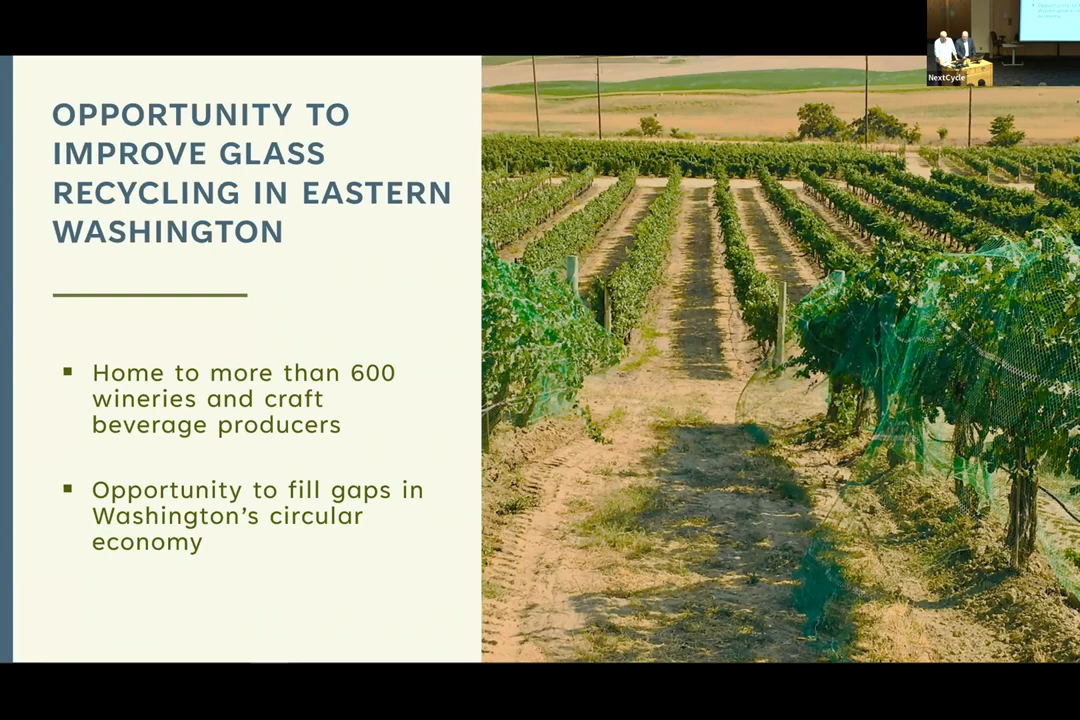 OPPORTUNITY TO
IMPROVE GLASS
RECYCLING IN EASTERN
WASHINGTON
▪ Home to more than 600
wineries and craft
beverage producers
▪ Opportunity to fill gaps in
Washington’s circular
economy
NextCycle